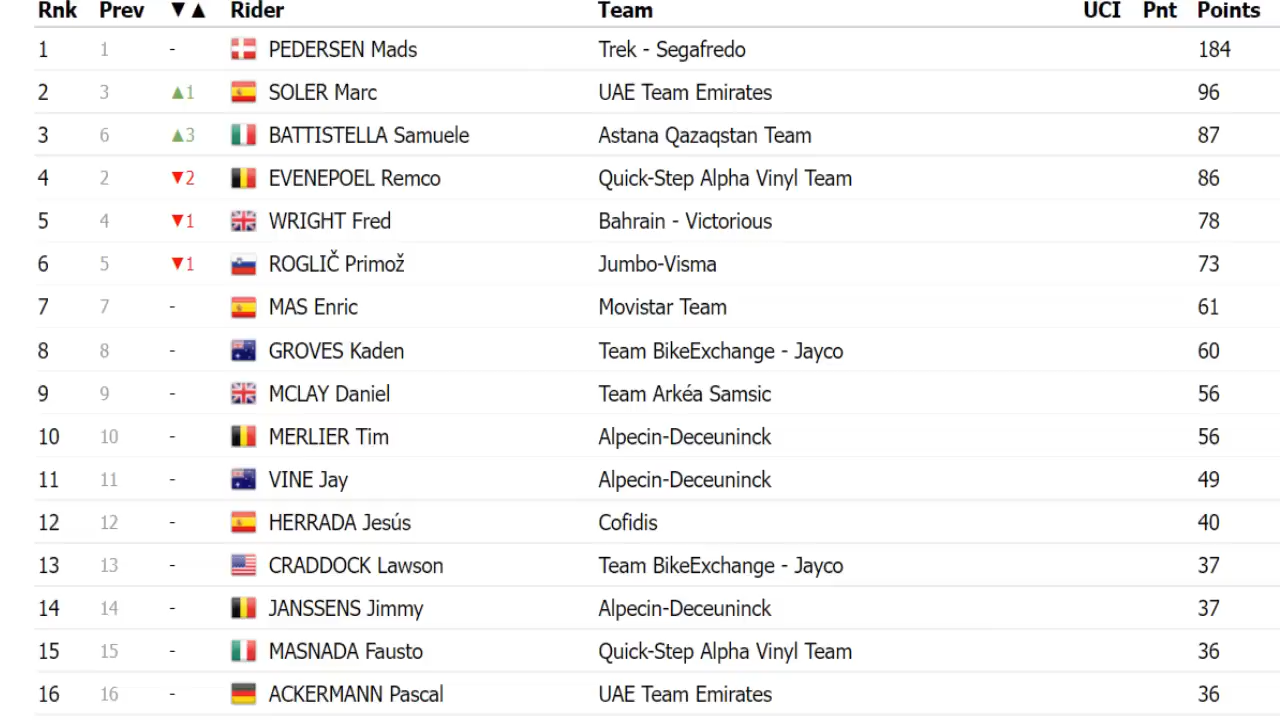 Rnk Prev ▼▲ Rider Team UCI Pnt Points
1 1 - PEDERSEN Mads Trek - Segafredo 184
2 3 ▲1 SOLER Marc UAE Team Emirates 96
3 6 ▲3 BATTISTELLA Samuele Astana Qazaqstan Team 87
4 2 ▼2 EVENEPOEL Remco Quick-Step Alpha Vinyl Team 86
5 4 ▼1 WRIGHT Fred Bahrain - Victorious 78
6 5 ▼1 ROGLIČ Primož Jumbo-Visma 73
7 7 - MAS Enric Movistar Team 61
8 8 - GROVES Kaden Team BikeExchange - Jayco 60
9 9 - MCLAY Daniel Team Arkéa Samsic 56
10 10 - MERLIER Tim Alpecin-Deceuninck 56
11 11 - VINE Jay Alpecin-Deceuninck 49
12 12 - HERRADA Jesús Cofidis 40
13 13 - CRADDOCK Lawson Team BikeExchange - Jayco 37
14 14 - JANSSENS Jimmy Alpecin-Deceuninck 37
15 15 - MASNADA Fausto Quick-Step Alpha Vinyl Team 36
16 16 - ACKERMANN Pascal UAE Team Emirates 36